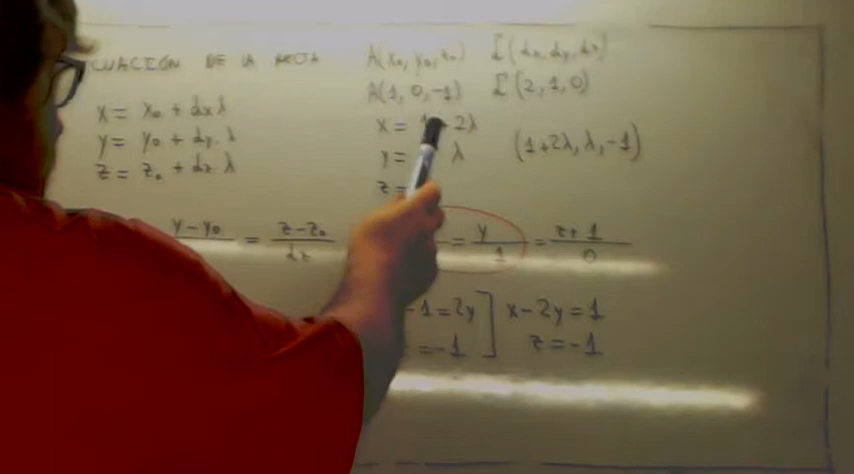 CUACIÓN DE LA RECTA
x = x₀ + dx λ
y = y₀ + dy · λ
z = z₀ + dz · λ
y-y₀ = z-z₀
dz
A(x₀, y₀, z₀) (dx, dy, dz)
A(1, 0, -1) (2, 1, 0)
x = 1 2λ
y = λ (1+2λ, λ, -1)
z =
= y/1 = z+1/0
-1=2y] x-2y=1
=-1] z=-1